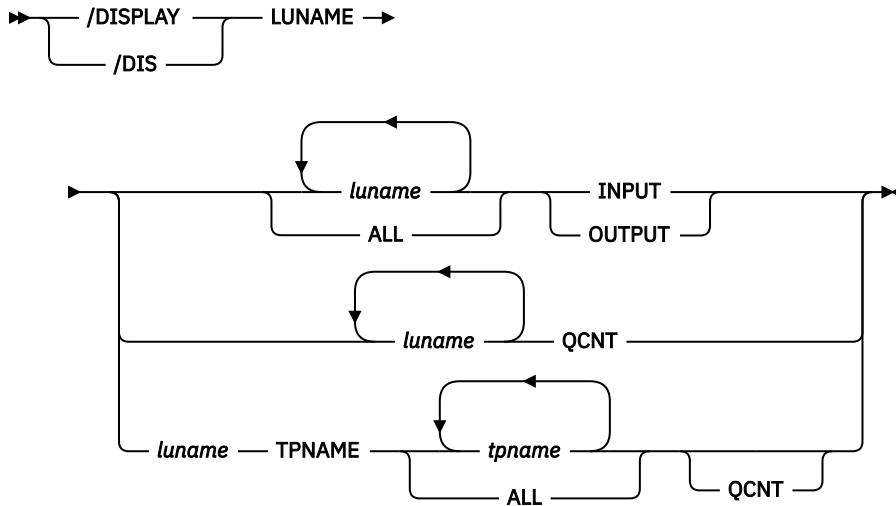 /DISPLAY LUNAME
/DIS
luname INPUT
ALL OUTPUT
luname QCNT
luname TPNAME tpname
ALL QCNT